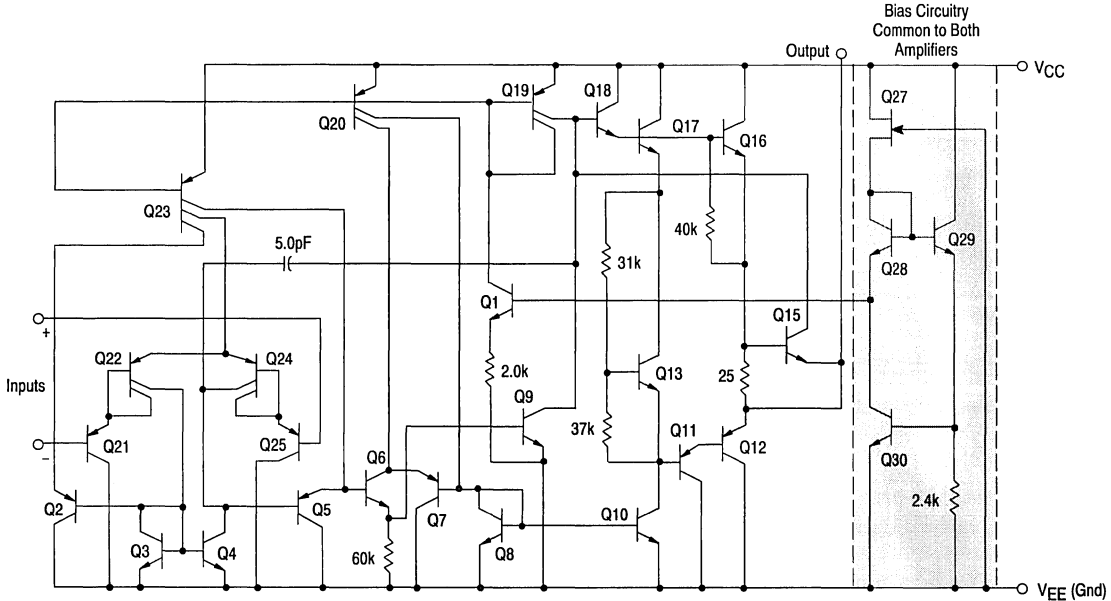 Bias Circuitry
Common to Both
Amplifiers
Output
VCC
Q19
Q18
Q27
Q20
Q17
Q16
Q23
40k
Q29
5.0pF
31k
Q28
Q1
+
Q15
Q22
Q24
2.0k
Q13
25
Inputs
Q9
37k
Q11
–
Q21
Q25
Q12
Q6
Q30
Q2
Q5
Q7
Q10
2.4k
Q3
Q4
Q8
60k
VEE (Gnd)